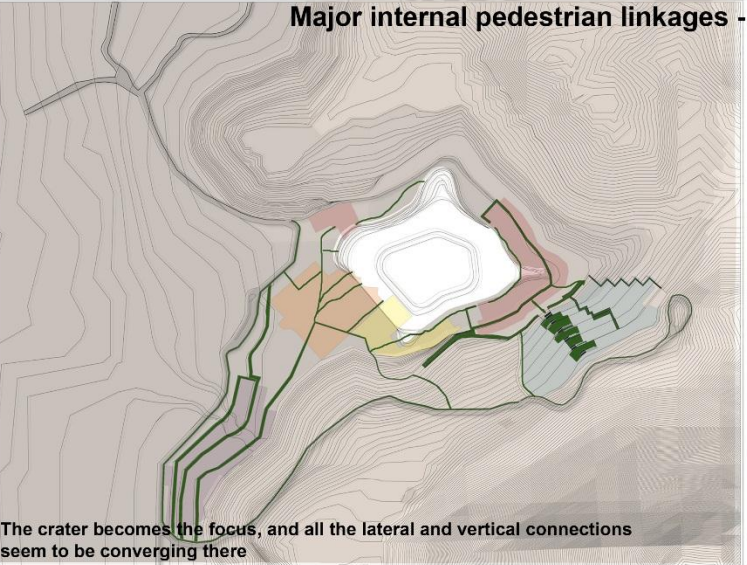 Major internal pedestrian linkages -
The crater becomes the focus, and all the lateral and vertical connections
seem to be converging there